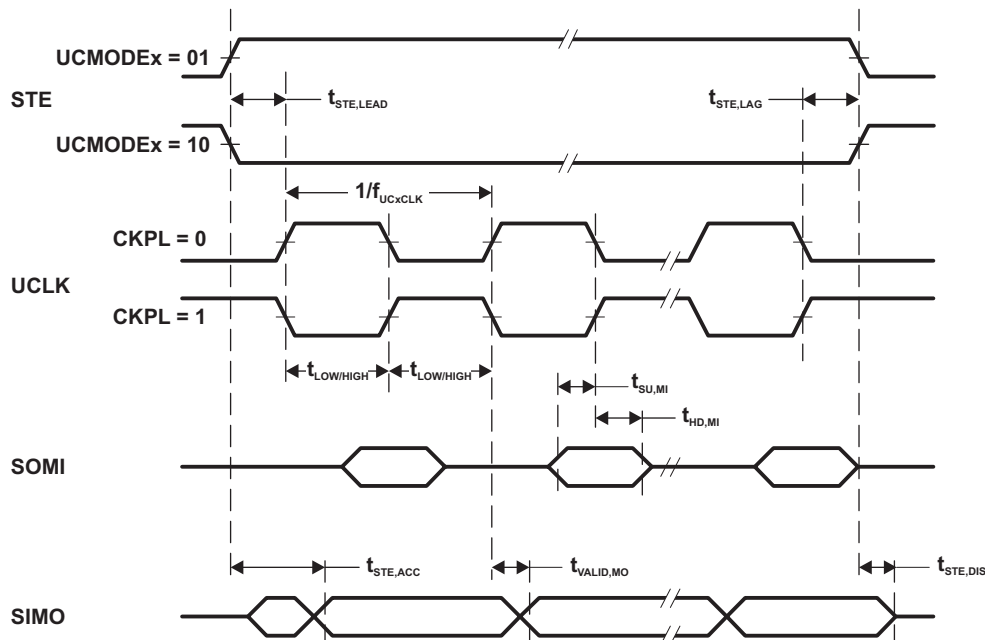 UCMODEx = 01
STE
tSTE,LEAD
tSTE,LAG
UCMODEx = 10
1/fUCxCLK
CKPL = 0
UCLK
CKPL = 1
tLOW/HIGH
tLOW/HIGH
tSU,MI
tHD,MI
SOMI
tSTE,ACC
tVALID,MO
tSTE,DIS
SIMO